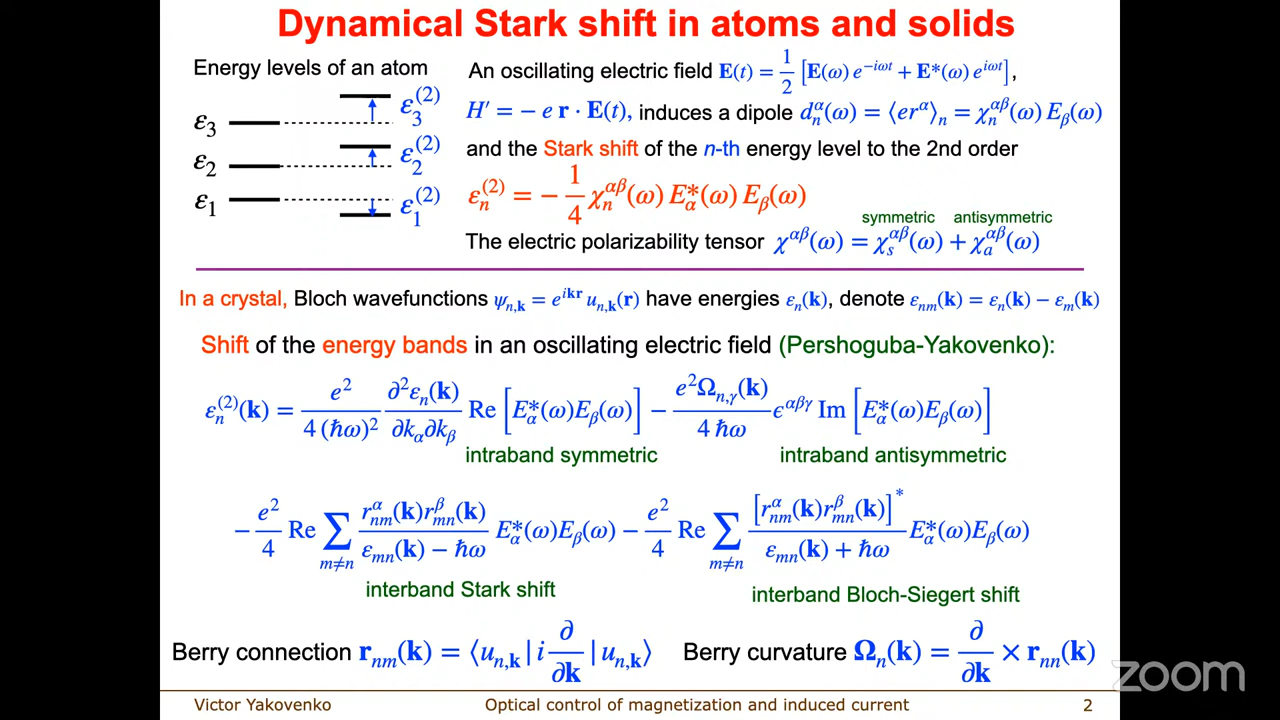 Dynamical Stark shift in atoms and solids
Energy levels of an atom
ε₃ ε₃⁽²⁾
ε₂ ε₂⁽²⁾
ε₁ ε₁⁽²⁾
An oscillating electric field E(t) = 1/2 [E(ω) e^{−iωt} + E*(ω) e^{iωt}],
H′ = − e r · E(t), induces a dipole d_n^α(ω) = ⟨er^α⟩_n = χ_n^{αβ}(ω) E_β(ω)
and the Stark shift of the n-th energy level to the 2nd order
ε_n^{(2)} = − 1/4 χ_n^{αβ}(ω) E_α*(ω) E_β(ω)
symmetric antisymmetric
The electric polarizability tensor χ^{αβ}(ω) = χ_s^{αβ}(ω) + χ_a^{αβ}(ω)
In a crystal, Bloch wavefunctions ψ_{n,k} = e^{ikr} u_{n,k}(r) have energies ε_n(k), denote ε_{nm}(k) = ε_n(k) − ε_m(k)
Shift of the energy bands in an oscillating electric field (Pershoguba-Yakovenko):
ε_n^{(2)}(k) = e²/(4 (ℏω)²) ∂²ε_n(k)/(∂k_α∂k_β) Re [E_α*(ω)E_β(ω)] − e²Ω_{n,γ}(k)/(4 ℏω) ϵ^{αβγ} Im [E_α*(ω)E_β(ω)]
intraband symmetric intraband antisymmetric
− e²/4 Re ∑_{m≠n} r_{nm}^α(k)r_{mn}^β(k)/(ε_{mn}(k) − ℏω) E_α*(ω)E_β(ω) − e²/4 Re ∑_{m≠n} [r_{nm}^α(k)r_{mn}^β(k)]*/(ε_{mn}(k) + ℏω) E_α*(ω)E_β(ω)
interband Stark shift interband Bloch-Siegert shift
Berry connection r_{nm}(k) = ⟨u_{n,k} | i ∂/∂k | u_{n,k}⟩ Berry curvature Ω_n(k) = ∂/∂k × r_{nn}(k)
zoom
Victor Yakovenko Optical control of magnetization and induced current 2